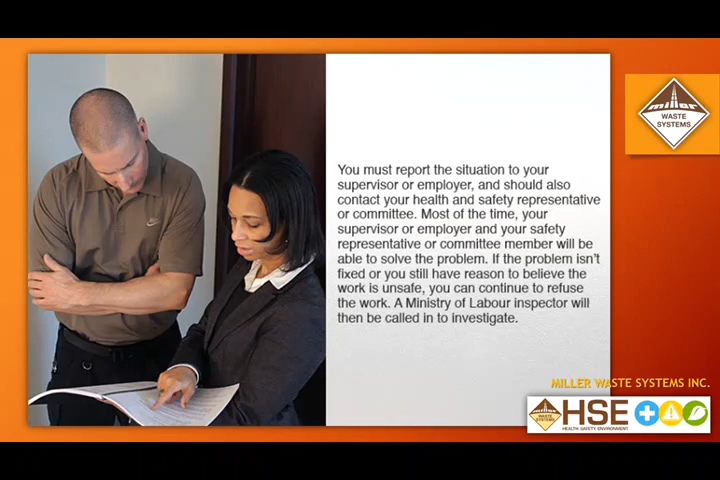 miller
WASTE
SYSTEMS
You must report the situation to your
supervisor or employer, and should also
contact your health and safety representative
or committee. Most of the time, your
supervisor or employer and your safety
representative or committee member will be
able to solve the problem. If the problem isn't
fixed or you still have reason to believe the
work is unsafe, you can continue to refuse
the work. A Ministry of Labour inspector will
then be called in to investigate.
MILLER WASTE SYSTEMS INC.
WASTE
SYSTEMS
HSE
HEALTH SAFETY ENVIRONMENT